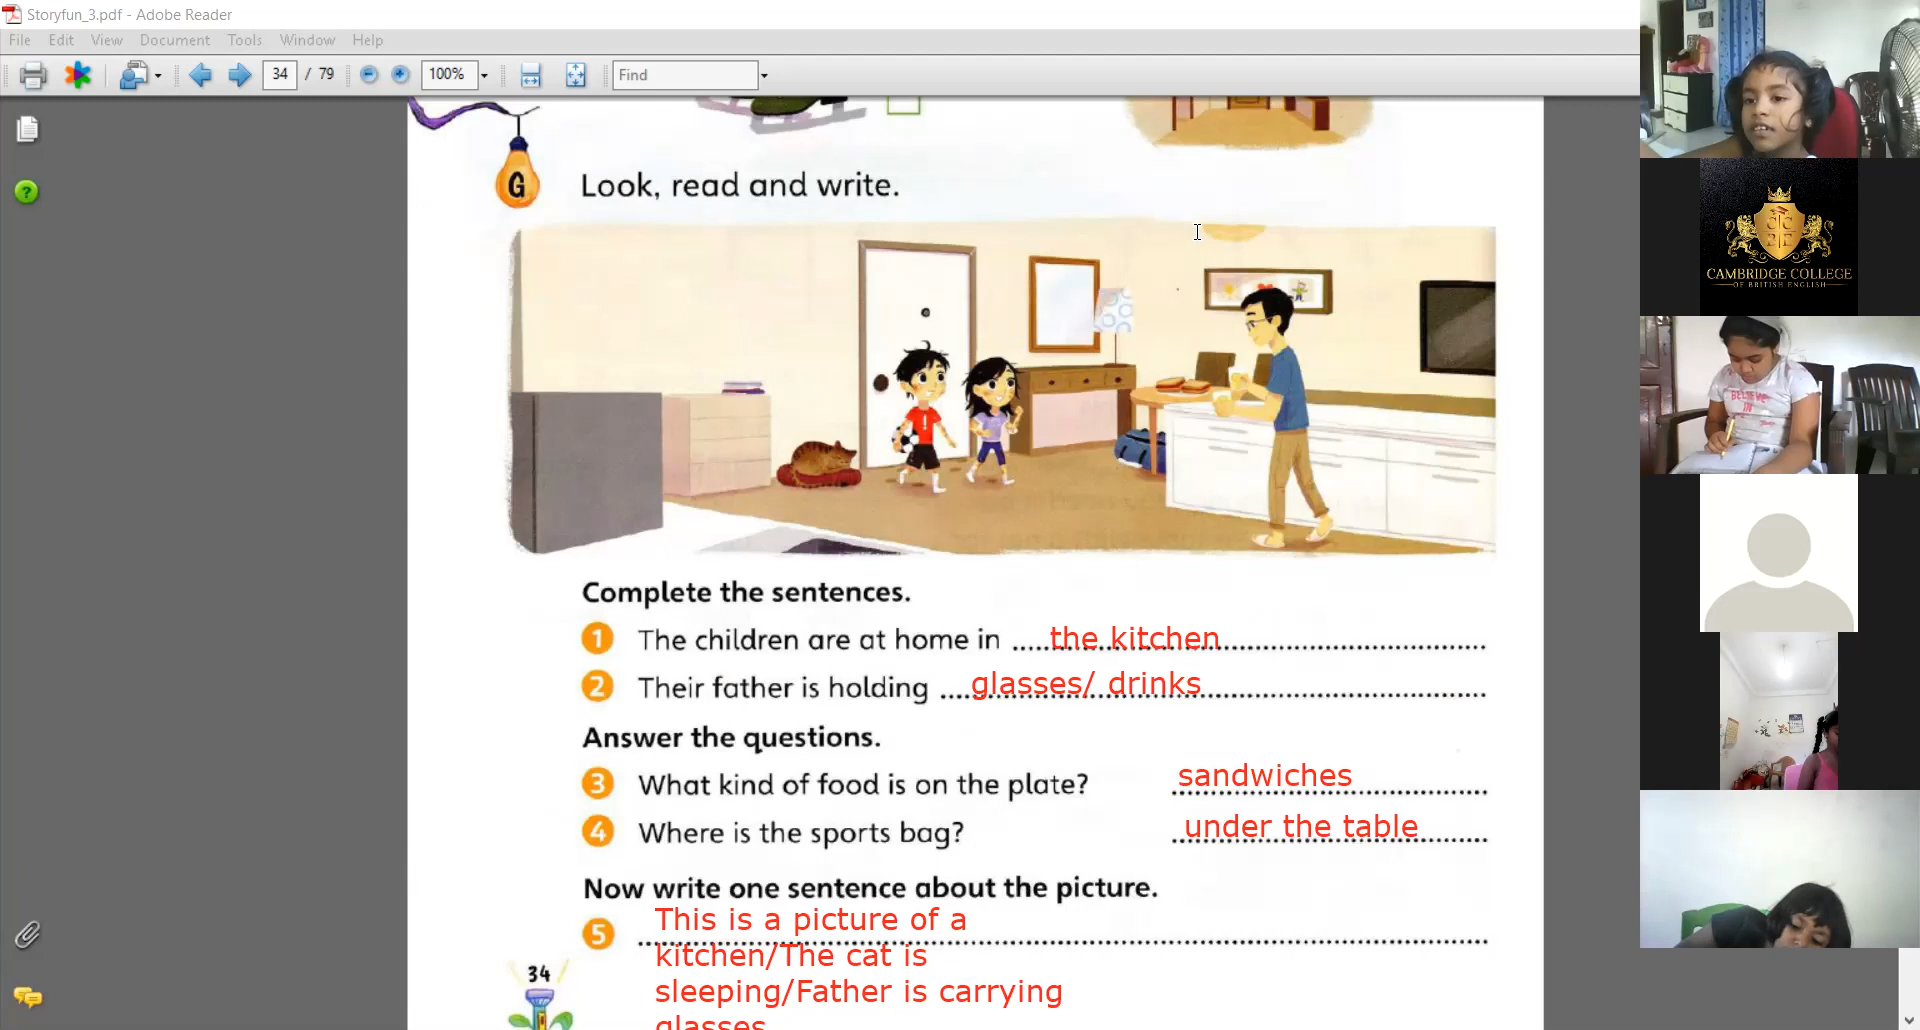 Storyfun_3.pdf - Adobe Reader
File Edit View Document Tools Window Help
34 / 79 100% Find
G Look, read and write.
Complete the sentences.
1 The children are at home in the kitchen
2 Their father is holding glasses/ drinks
Answer the questions.
3 What kind of food is on the plate? sandwiches
4 Where is the sports bag? under the table
Now write one sentence about the picture.
5 This is a picture of a
kitchen/The cat is
sleeping/Father is carrying
glasses
34
CAMBRIDGE COLLEGE
OF BRITISH ENGLISH
BELIEVE
IN